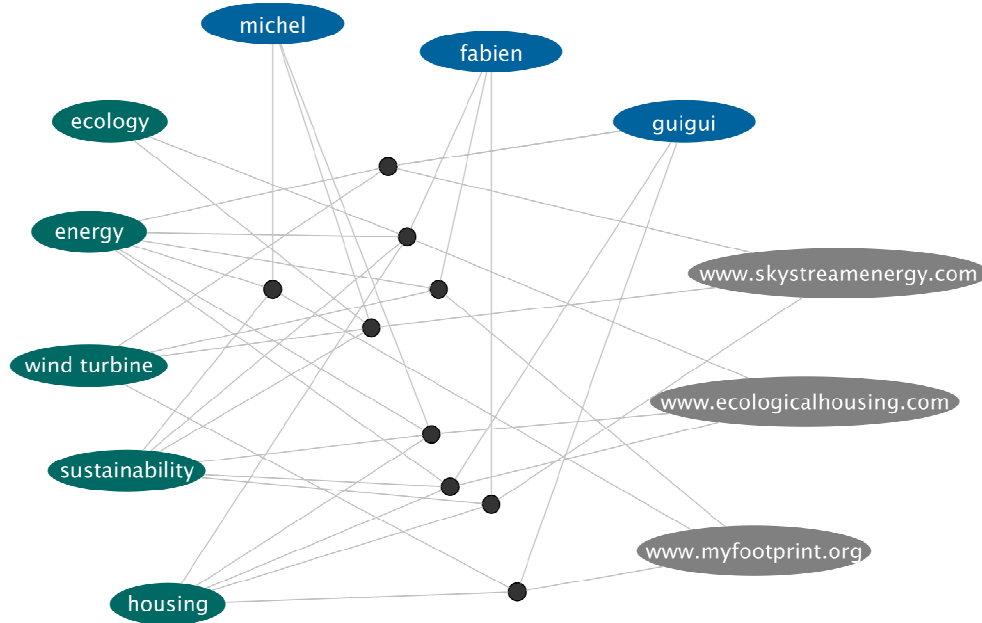 michel
fabien
ecology
guigui
energy
www.skystreamenergy.com
wind turbine
www.ecologicalhousing.com
sustainability
www.myfootprint.org
housing